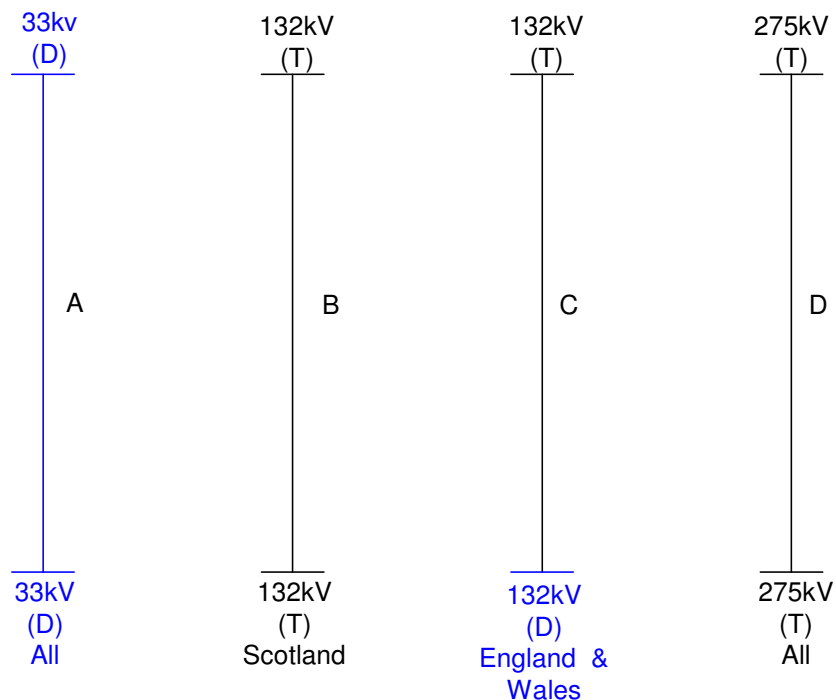 33kv
(D)
132kV
(T)
132kV
(T)
275kV
(T)
A
B
C
D
33kV
(D)
All
132kV
(T)
Scotland
132kV
(D)
England &
Wales
275kV
(T)
All